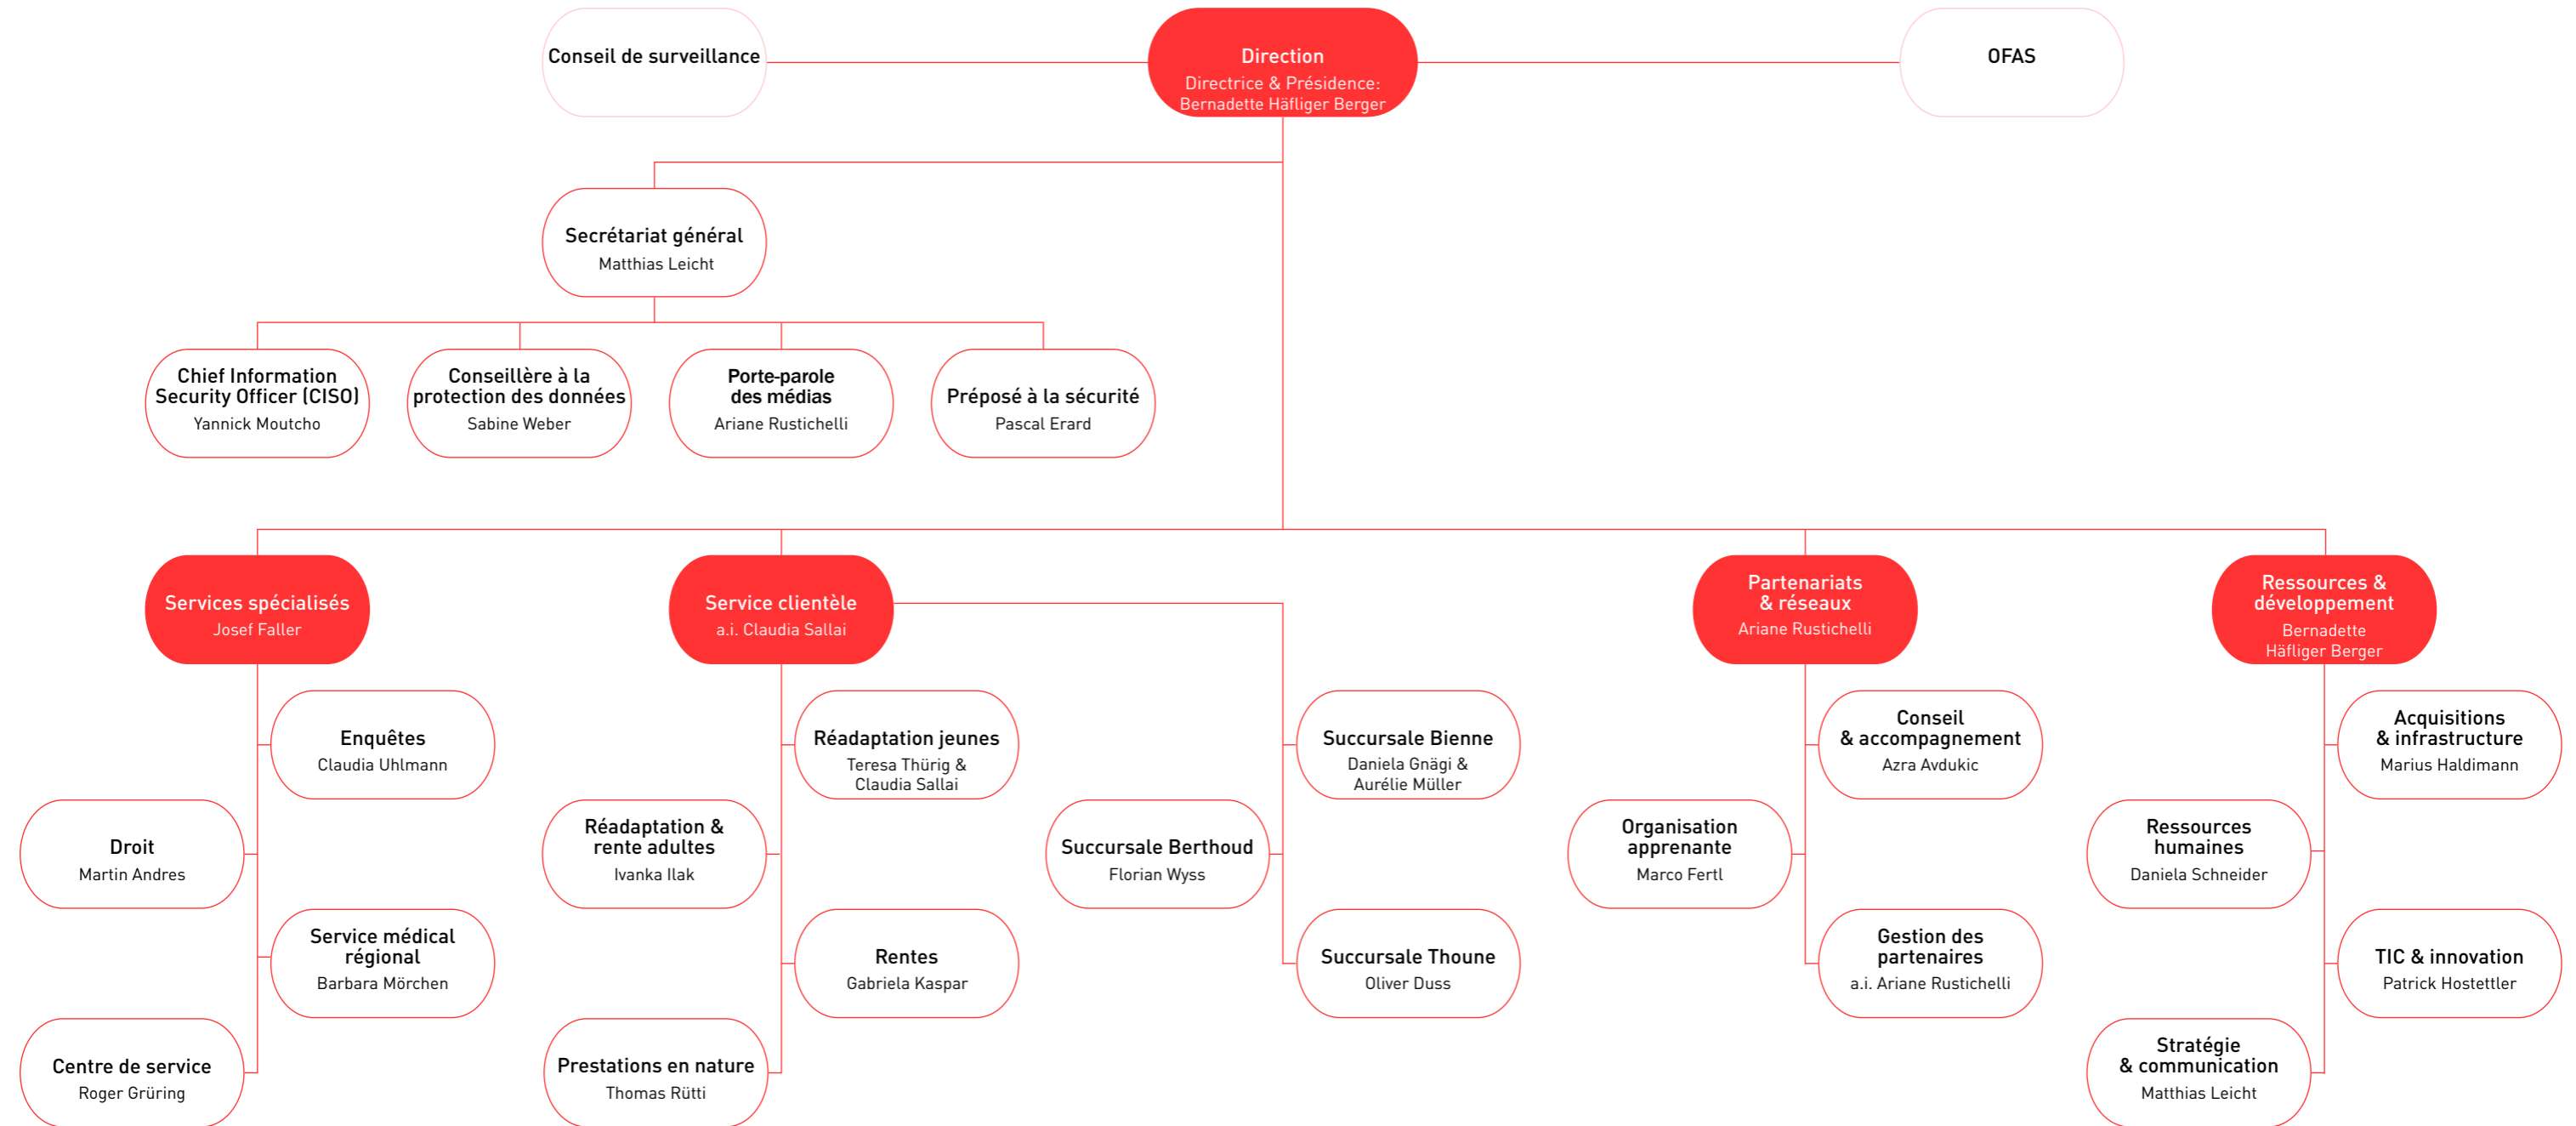 Conseil de surveillance
Direction
Directrice & Présidence:
Bernadette Häfliger Berger
OFAS
Secrétariat général
Matthias Leicht
Chief Information
Security Officer (CISO)
Yannick Moutcho
Conseillère à la
protection des données
Sabine Weber
Porte-parole
des médias
Ariane Rustichelli
Préposé à la sécurité
Pascal Erard
Services spécialisés
Josef Faller
Service clientèle
a.i. Claudia Sallai
Partenariats
& réseaux
Ariane Rustichelli
Ressources &
développement
Bernadette
Häfliger Berger
Enquêtes
Claudia Uhlmann
Droit
Martin Andres
Service médical
régional
Barbara Mörchen
Centre de service
Roger Grüring
Réadaptation jeunes
Teresa Thürig &
Claudia Sallai
Réadaptation &
rente adultes
Ivanka Ilak
Rentes
Gabriela Kaspar
Prestations en nature
Thomas Rütti
Succursale Bienne
Daniela Gnägi &
Aurélie Müller
Succursale Berthoud
Florian Wyss
Succursale Thoune
Oliver Duss
Conseil
& accompagnement
Azra Avdukic
Organisation
apprenante
Marco Fertl
Gestion des
partenaires
a.i. Ariane Rustichelli
Acquisitions
& infrastructure
Marius Haldimann
Ressources
humaines
Daniela Schneider
TIC & innovation
Patrick Hostettler
Stratégie
& communication
Matthias Leicht